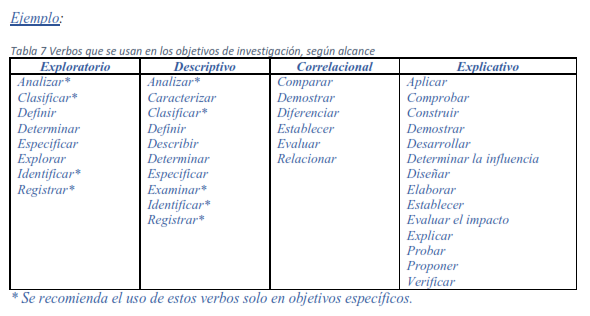 Ejemplo:
Tabla 7 Verbos que se usan en los objetivos de investigación, según alcance
Exploratorio Descriptivo Correlacional Explicativo
Analizar* Analizar* Comparar Aplicar
Clasificar* Caracterizar Demostrar Comprobar
Definir Clasificar* Diferenciar Construir
Determinar Definir Establecer Demostrar
Especificar Describir Evaluar Desarrollar
Explorar Determinar Relacionar Determinar la influencia
Identificar* Especificar Diseñar
Registrar* Examinar* Elaborar
Identificar* Establecer
Registrar* Evaluar el impacto
Explicar
Probar
Proponer
Verificar
* Se recomienda el uso de estos verbos solo en objetivos específicos.